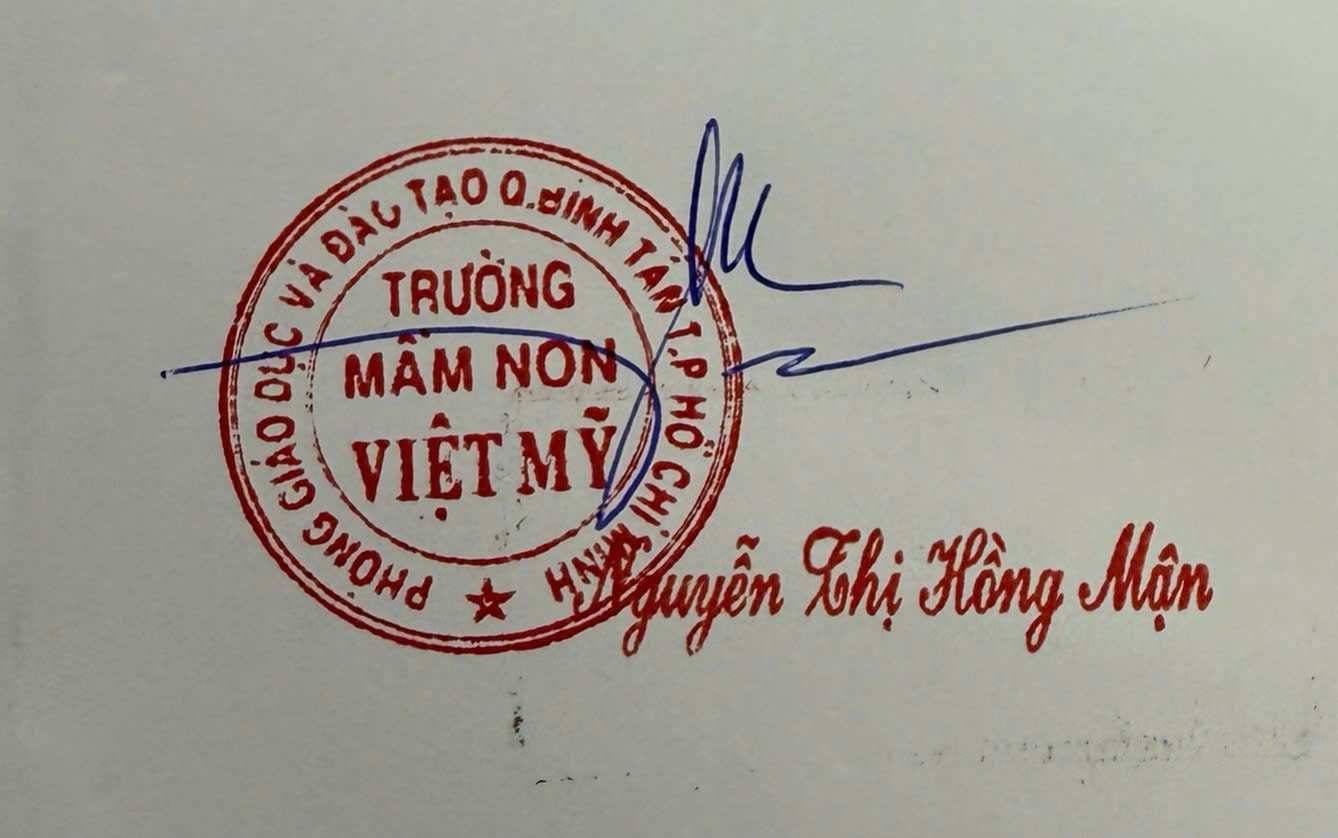 PHÒNG GIÁO DỤC VÀ ĐÀO TẠO Q.BÌNH TÂN T.P HỒ CHÍ MINH
TRƯỜNG
MẦM NON
VIỆT MỸ
Nguyễn Thị Hồng Mận